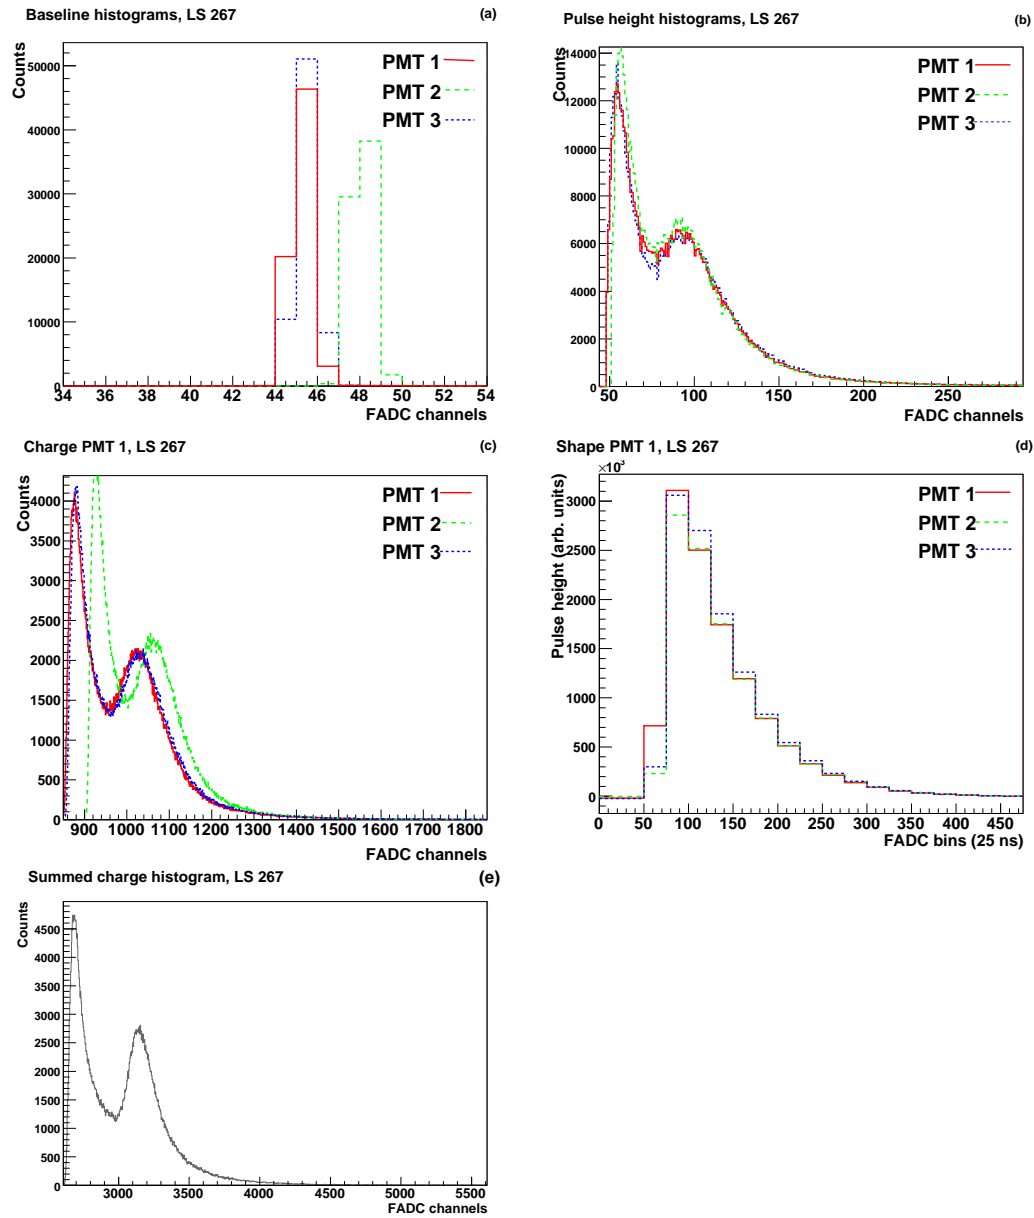 Baseline histograms, LS 267
(a)
Counts
50000
40000
30000
20000
10000
0
PMT 1
PMT 2
PMT 3
34 36 38 40 42 44 46 48 50 52 54
FADC channels
Pulse height histograms, LS 267
(b)
Counts
14000
12000
10000
8000
6000
4000
2000
0
PMT 1
PMT 2
PMT 3
50 100 150 200 250
FADC channels
Charge PMT 1, LS 267
(c)
Counts
4000
3500
3000
2500
2000
1500
1000
500
0
PMT 1
PMT 2
PMT 3
900 1000 1100 1200 1300 1400 1500 1600 1700 1800
FADC channels
Shape PMT 1, LS 267
(d)
×10³
Pulse height (arb. units)
3000
2500
2000
1500
1000
500
0
PMT 1
PMT 2
PMT 3
0 50 100 150 200 250 300 350 400 450
FADC bins (25 ns)
Summed charge histogram, LS 267
(e)
Counts
4500
4000
3500
3000
2500
2000
1500
1000
500
0
3000 3500 4000 4500 5000 5500
FADC channels